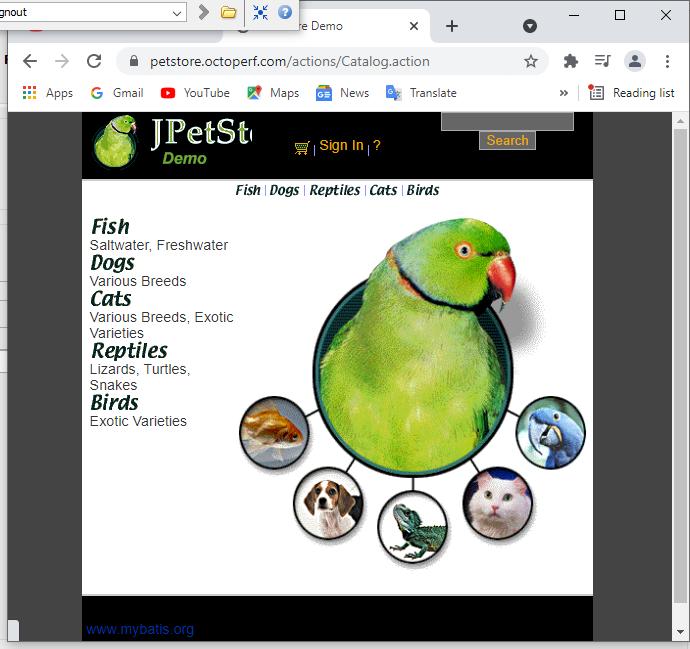 gnout
re Demo
petstore.octoperf.com/actions/Catalog.action
Apps Gmail YouTube Maps News Translate » Reading list
JPetSt
Demo
Sign In | ?
Search
Fish | Dogs | Reptiles | Cats | Birds
Fish
Saltwater, Freshwater
Dogs
Various Breeds
Cats
Various Breeds, Exotic
Varieties
Reptiles
Lizards, Turtles,
Snakes
Birds
Exotic Varieties
www.mybatis.org